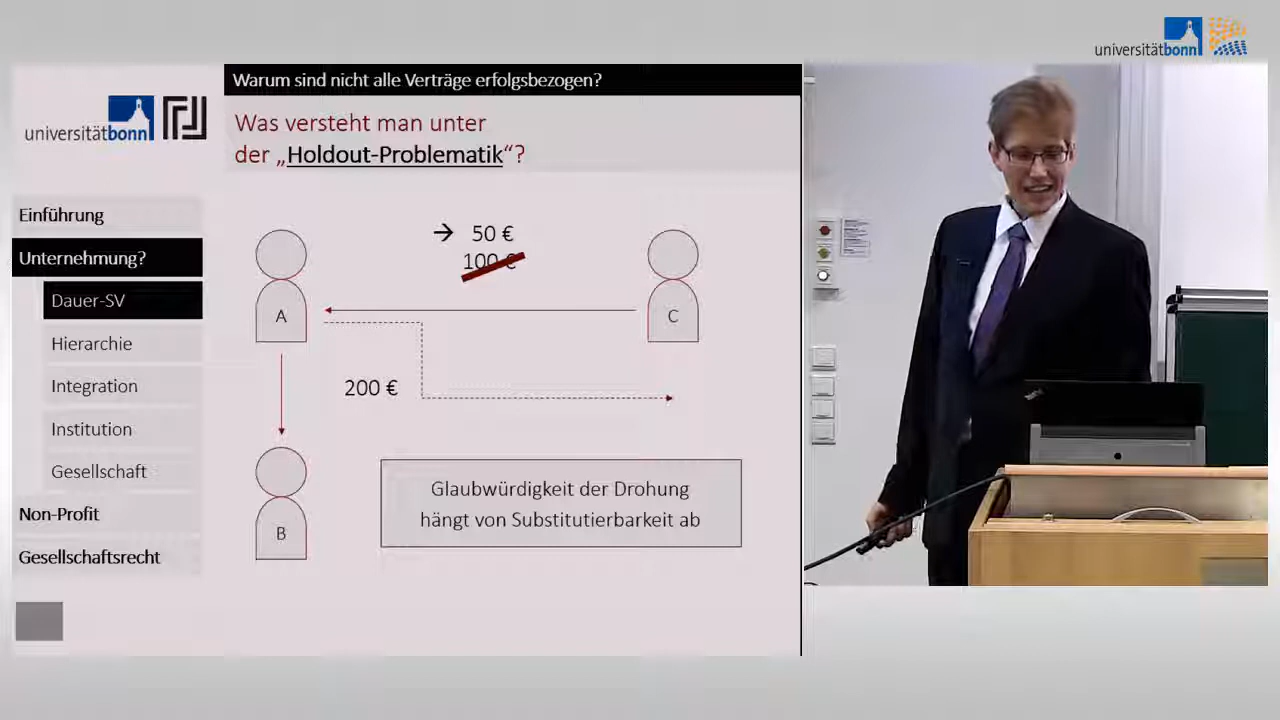 universitätbonn
Warum sind nicht alle Verträge erfolgsbezogen?
universitätbonn
Was versteht man unter
der „Holdout-Problematik“?
Einführung
Unternehmung?
Dauer-SV
Hierarchie
Integration
Institution
Gesellschaft
Non-Profit
Gesellschaftsrecht
→ 50 €
100 €
A
C
200 €
B
Glaubwürdigkeit der Drohung
hängt von Substitutierbarkeit ab